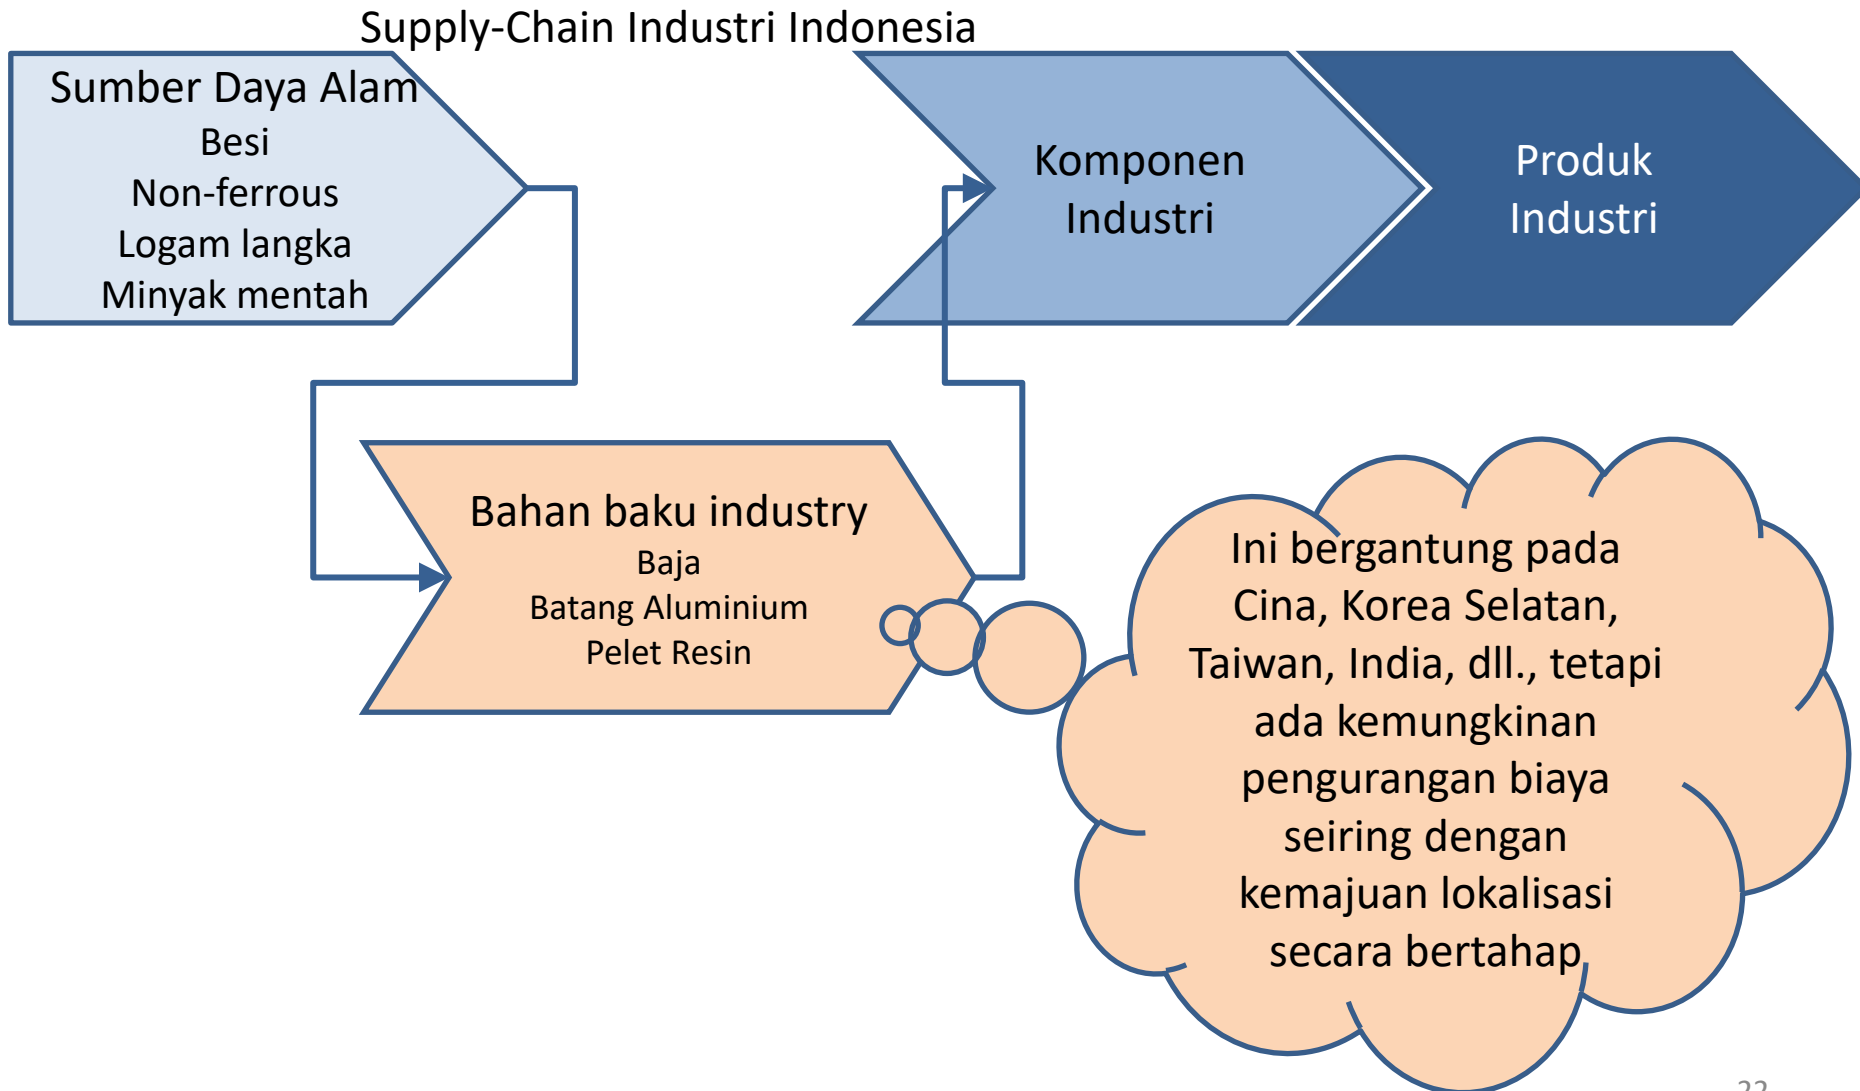 Supply-Chain Industri Indonesia
Sumber Daya Alam
Besi
Non-ferrous
Logam langka
Minyak mentah
Komponen
Industri
Produk
Industri
Bahan baku industry
Baja
Batang Aluminium
Pelet Resin
Ini bergantung pada
Cina, Korea Selatan,
Taiwan, India, dll., tetapi
ada kemungkinan
pengurangan biaya
seiring dengan
kemajuan lokalisasi
secara bertahap
22